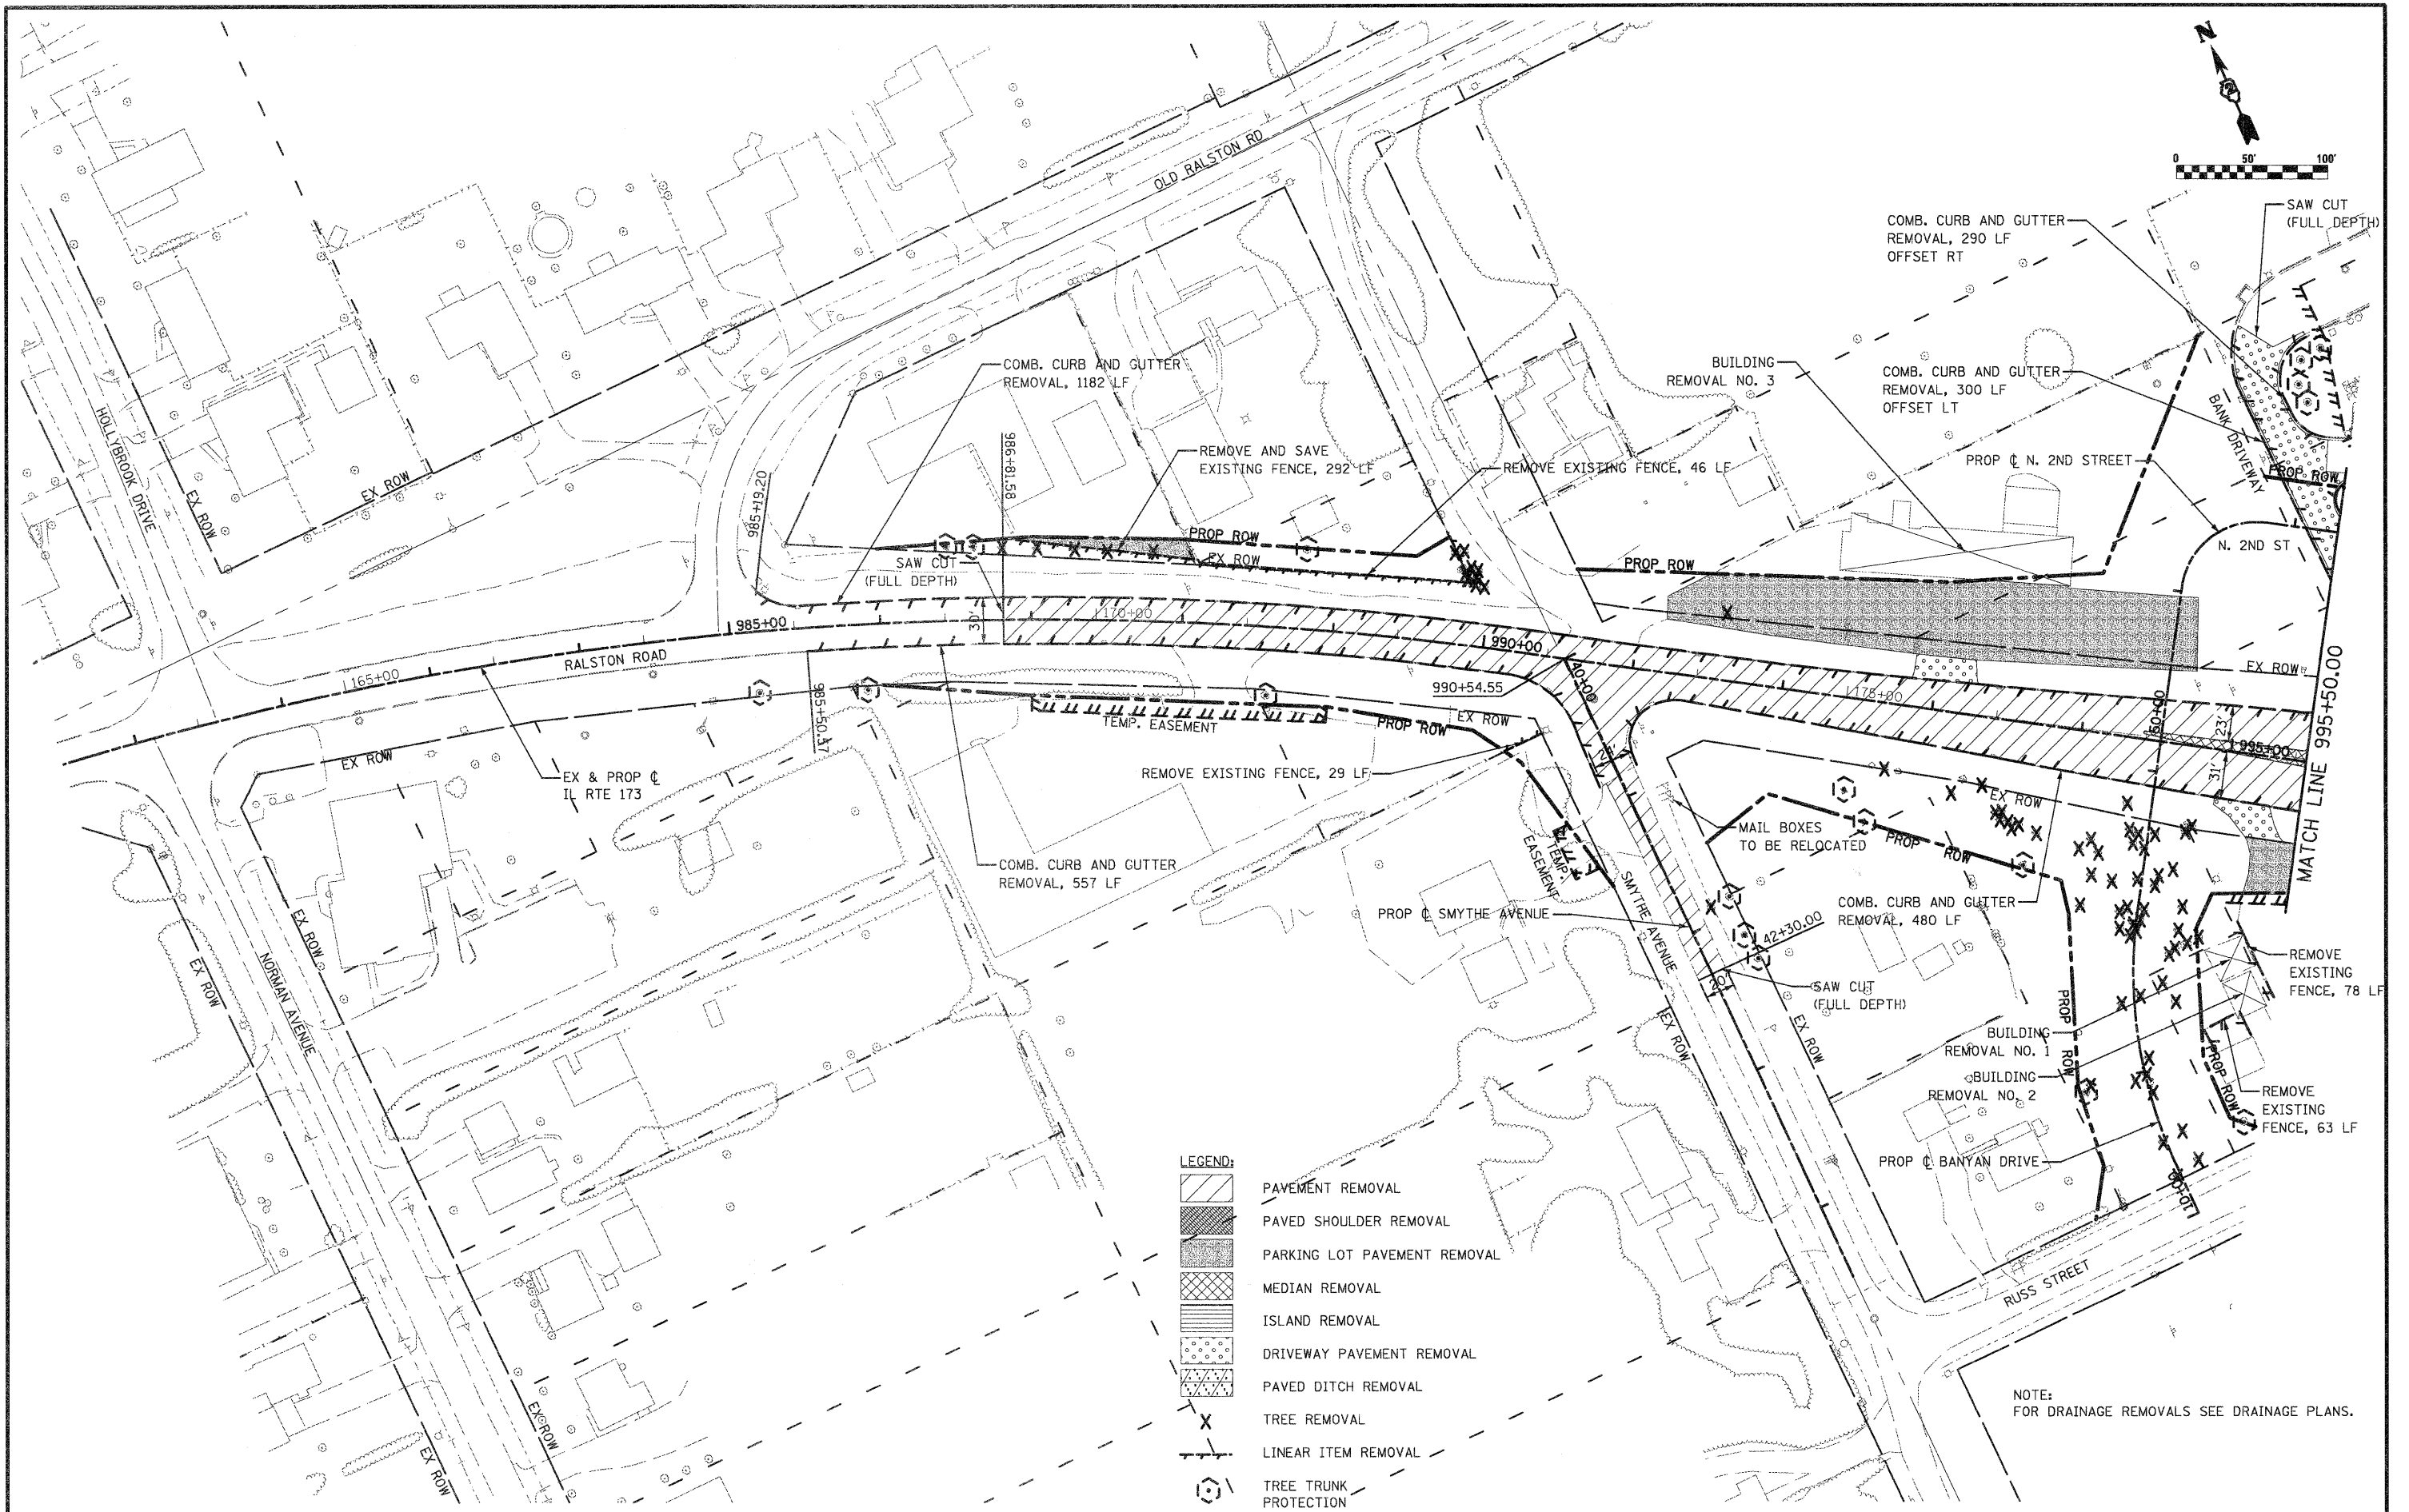 N
0 50' 100'
OLD RALSTON RD
SAW CUT
(FULL DEPTH)
COMB. CURB AND GUTTER
REMOVAL, 290 LF
OFFSET RT
COMB. CURB AND GUTTER
REMOVAL, 1182 LF
BUILDING
REMOVAL NO. 3
COMB. CURB AND GUTTER
REMOVAL, 300 LF
OFFSET LT
BANK DRIVEWAY
HOLLYBROOK DRIVE
EX ROW
EX ROW
985+19.20
986+81.58
REMOVE AND SAVE
EXISTING FENCE, 292 LF
REMOVE EXISTING FENCE, 46 LF
PROP ℄ N. 2ND STREET
PROP ROW
N. 2ND ST
PROP ROW
EX ROW
SAW CUT
(FULL DEPTH)
PROP ROW
30'
170+00
985+00
990+00
RALSTON ROAD
165+00
985+50.37
990+54.55
40+00
175+00
EX ROW
60+00
23'
995+00
31'
MATCH LINE 995+50.00
TEMP. EASEMENT
PROP ROW
EX ROW
EX ROW
EX & PROP ℄
IL RTE 173
REMOVE EXISTING FENCE, 29 LF
EX ROW
MAIL BOXES
TO BE RELOCATED
PROP ROW
TEMP.
EASEMENT
COMB. CURB AND GUTTER
REMOVAL, 557 LF
SMYTHE AVENUE
PROP ℄ SMYTHE AVENUE
COMB. CURB AND GUTTER
REMOVAL, 480 LF
42+30.00
20'
SAW CUT
(FULL DEPTH)
EX ROW
EX ROW
EX ROW
EX ROW
NORMAN AVENUE
REMOVE
EXISTING
FENCE, 78 LF
PROP ROW
BUILDING
REMOVAL NO. 1
BUILDING
REMOVAL NO. 2
PROP ROW
REMOVE
EXISTING
FENCE, 63 LF
PROP ℄ BANYAN DRIVE
RUSS STREET
EX ROW
EX ROW
LEGEND:
PAVEMENT REMOVAL
PAVED SHOULDER REMOVAL
PARKING LOT PAVEMENT REMOVAL
MEDIAN REMOVAL
ISLAND REMOVAL
DRIVEWAY PAVEMENT REMOVAL
PAVED DITCH REMOVAL
TREE REMOVAL
LINEAR ITEM REMOVAL
TREE TRUNK
PROTECTION
NOTE:
FOR DRAINAGE REMOVALS SEE DRAINAGE PLANS.